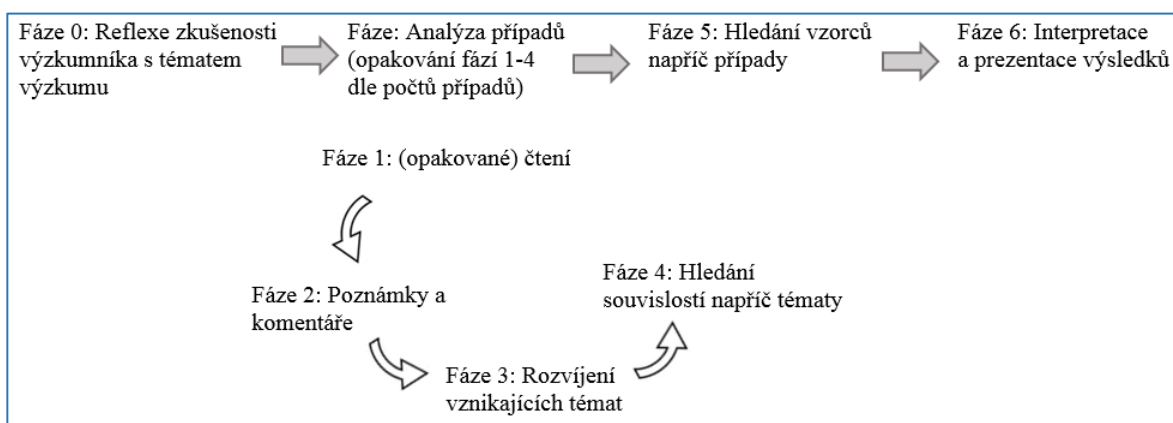 Fáze 0: Reflexe zkušenosti
výzkumníka s tématem
výzkumu
Fáze: Analýza případů
(opakování fází 1-4
dle počtů případů)
Fáze 5: Hledání vzorců
napříč případy
Fáze 6: Interpretace
a prezentace výsledků
Fáze 1: (opakované) čtení
Fáze 2: Poznámky a
komentáře
Fáze 3: Rozvíjení
vznikajících témat
Fáze 4: Hledání
souvislostí napříč tématy